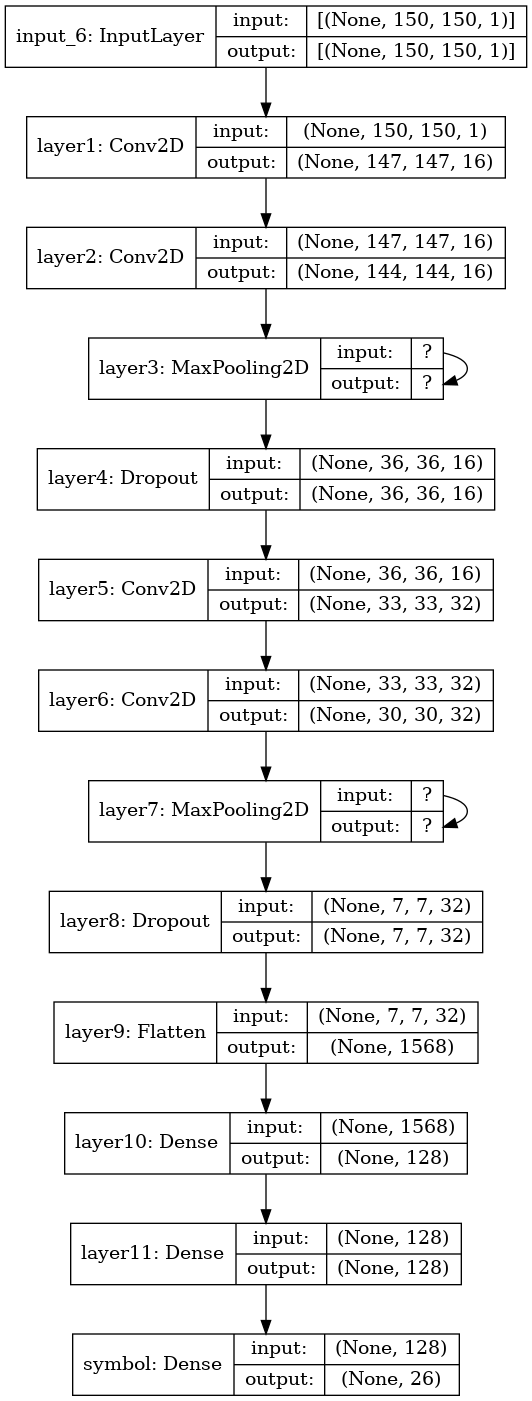 input_6: InputLayer
input: [(None, 150, 150, 1)]
output: [(None, 150, 150, 1)]
layer1: Conv2D
input: (None, 150, 150, 1)
output: (None, 147, 147, 16)
layer2: Conv2D
input: (None, 147, 147, 16)
output: (None, 144, 144, 16)
layer3: MaxPooling2D
input: ?
output: ?
layer4: Dropout
input: (None, 36, 36, 16)
output: (None, 36, 36, 16)
layer5: Conv2D
input: (None, 36, 36, 16)
output: (None, 33, 33, 32)
layer6: Conv2D
input: (None, 33, 33, 32)
output: (None, 30, 30, 32)
layer7: MaxPooling2D
input: ?
output: ?
layer8: Dropout
input: (None, 7, 7, 32)
output: (None, 7, 7, 32)
layer9: Flatten
input: (None, 7, 7, 32)
output: (None, 1568)
layer10: Dense
input: (None, 1568)
output: (None, 128)
layer11: Dense
input: (None, 128)
output: (None, 128)
symbol: Dense
input: (None, 128)
output: (None, 26)